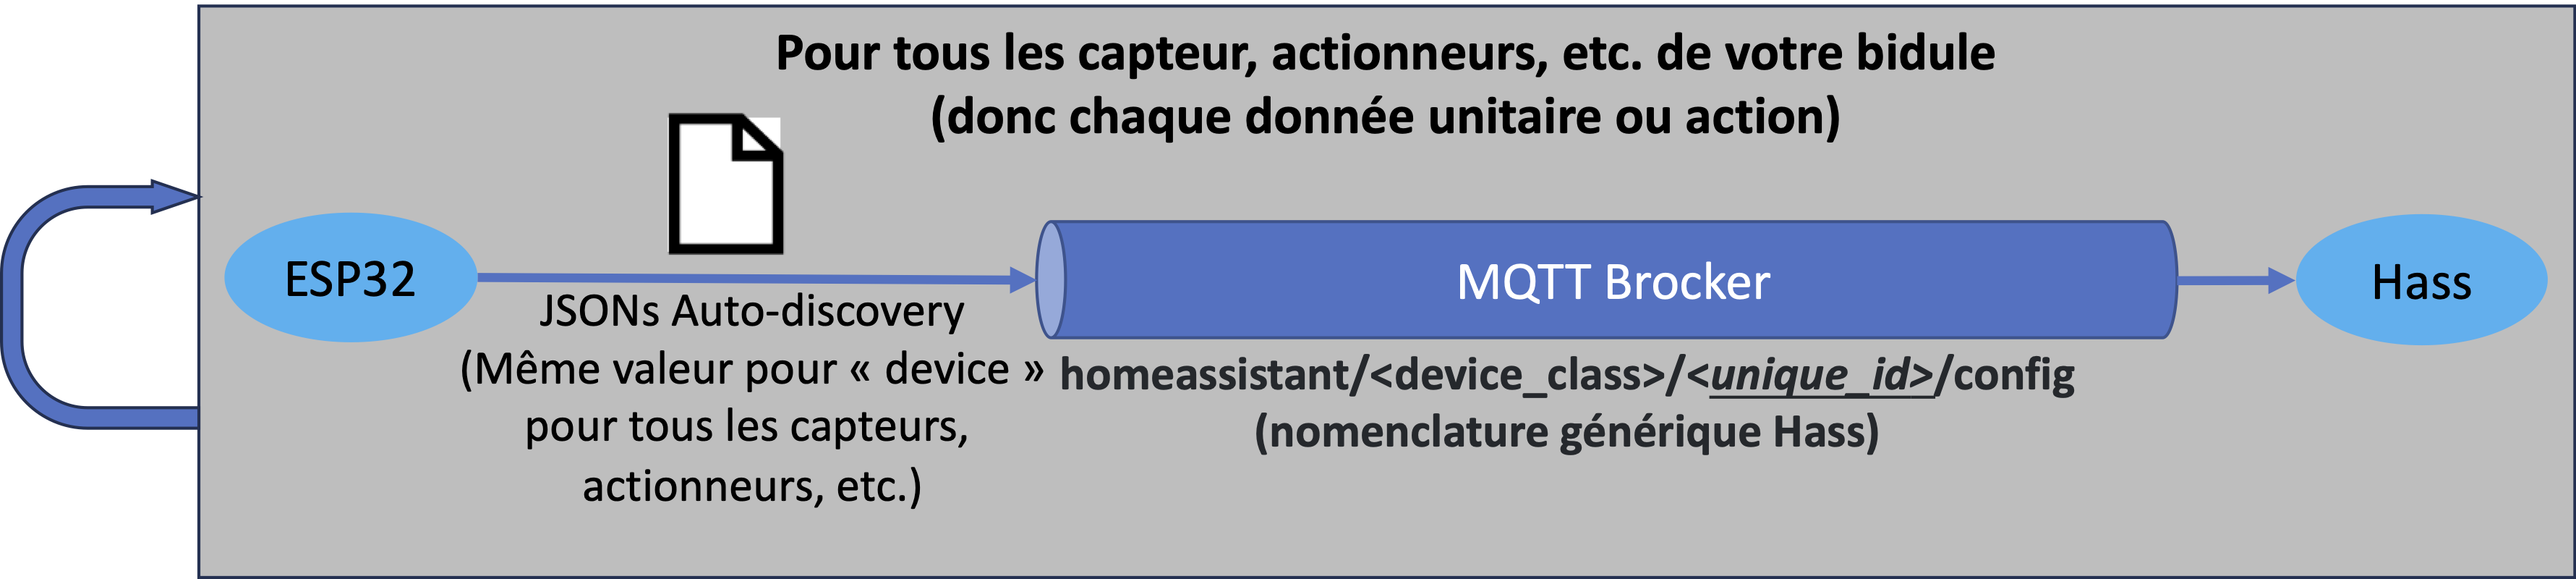 Pour tous les capteur, actionneurs, etc. de votre bidule
(donc chaque donnée unitaire ou action)
ESP32
JSONs Auto-discovery
(Même valeur pour « device »
pour tous les capteurs,
actionneurs, etc.)
MQTT Brocker
homeassistant/<device_class>/<unique_id>/config
(nomenclature générique Hass)
Hass